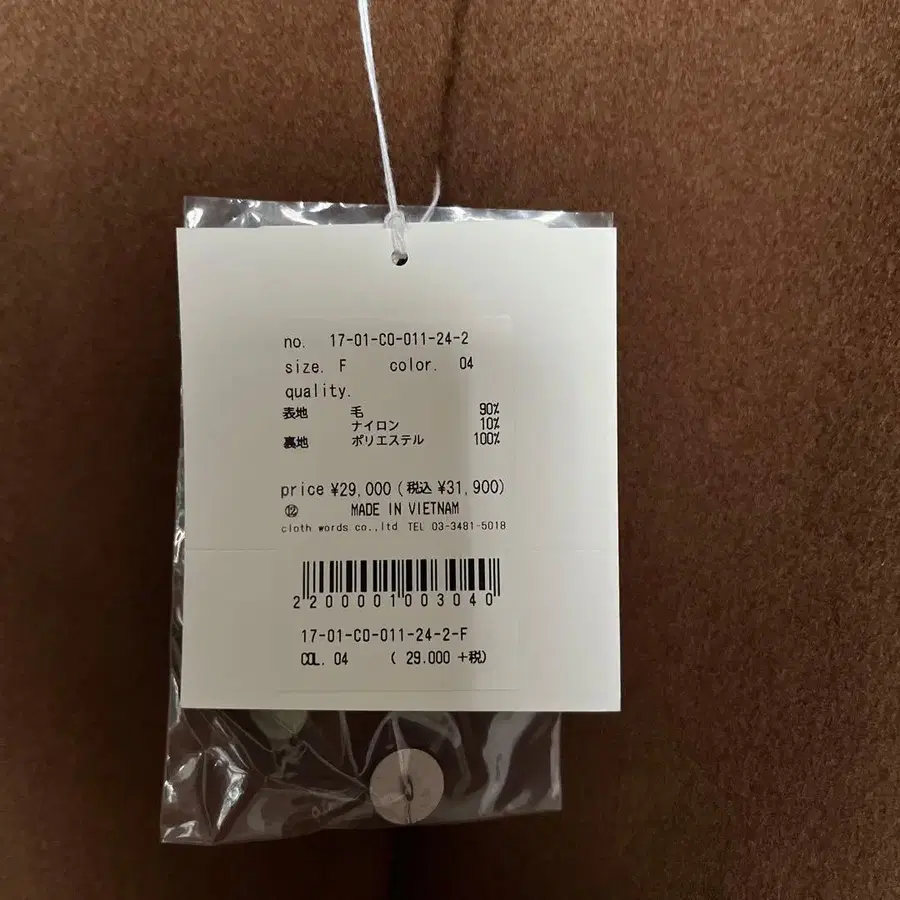 no. 17-01-CO-011-24-2
size. F color. 04
quality.
表地 毛 90%
ナイロン 10%
裏地 ポリエステル 100%
price ¥29,000 (税込 ¥31,900)
⑫ MADE IN VIETNAM
cloth words co.,ltd TEL 03-3481-5018
2200001003040
17-01-CO-011-24-2-F
COL. 04 ( 29.000 +税)